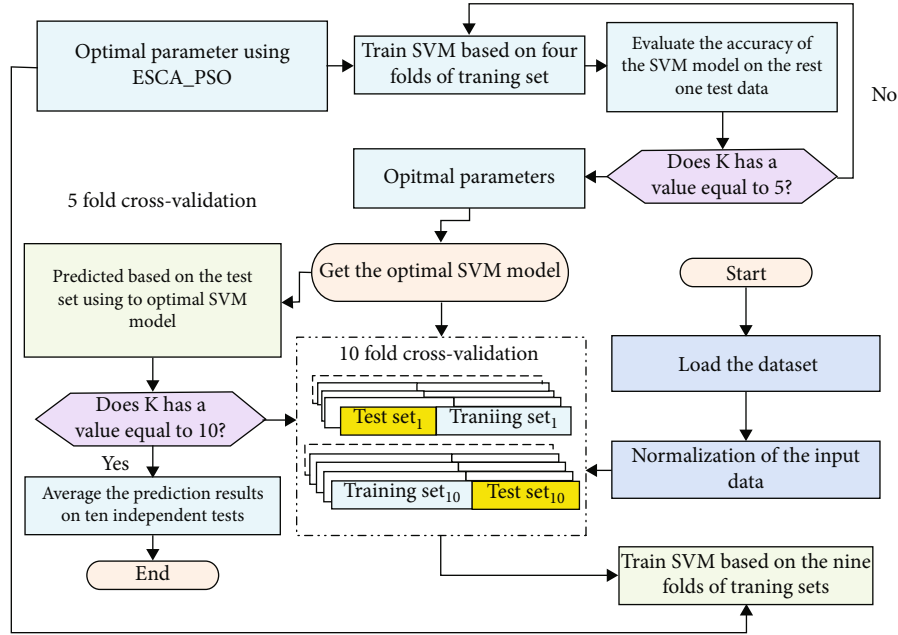 Optimal parameter using
ESCA_PSO
Train SVM based on four
folds of traning set
Evaluate the accuracy of
the SVM model on the rest
one test data
No
Does K has a
value equal to 5?
Opitmal parameters
5 fold cross-validation
Get the optimal SVM model
Predicted based on the test
set using to optimal SVM
model
Start
Load the dataset
10 fold cross-validation
Test set1 Traniing set1
Does K has a
value equal to 10?
Normalization of the input
data
Training set10 Test set10
Yes
Average the prediction results
on ten independent tests
End
Train SVM based on the nine
folds of traning sets